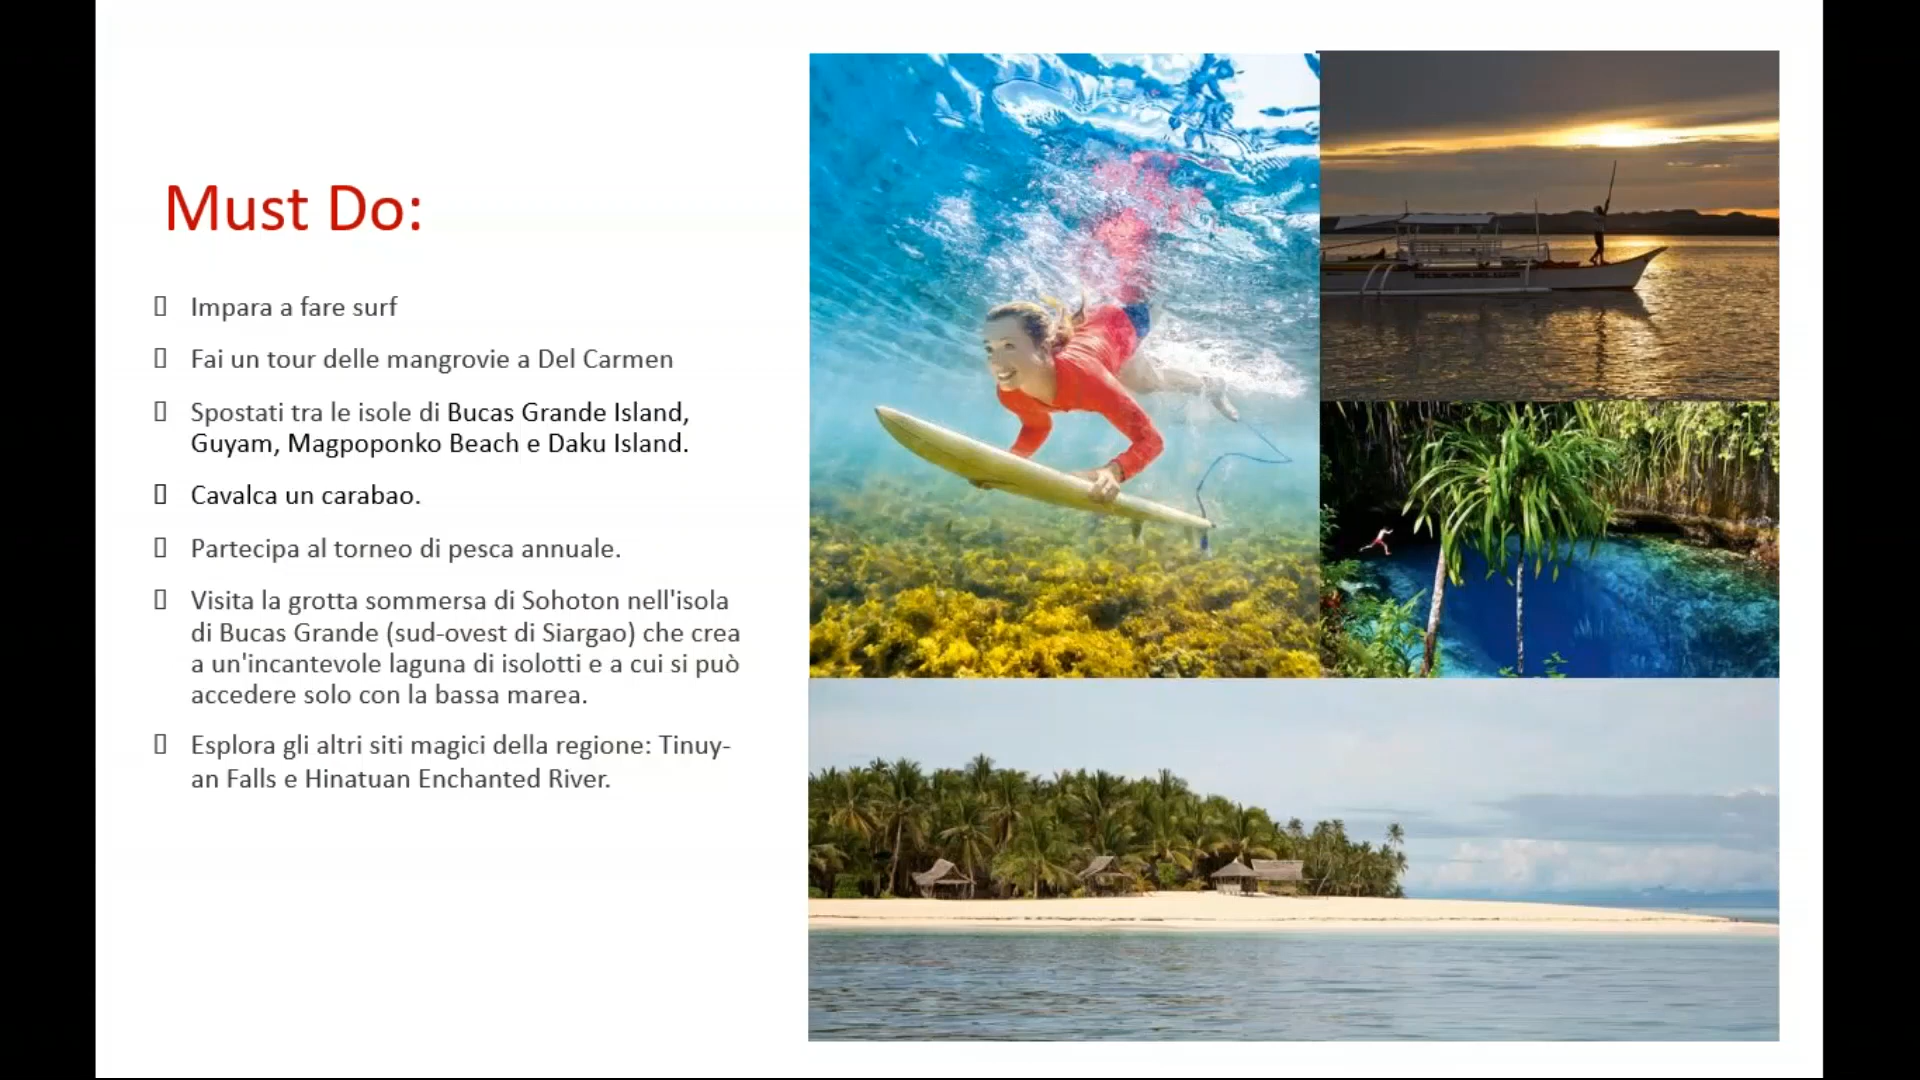 Must Do:
Impara a fare surf
Fai un tour delle mangrovie a Del Carmen
Spostati tra le isole di Bucas Grande Island,
Guyam, Magpoponko Beach e Daku Island.
Cavalca un carabao.
Partecipa al torneo di pesca annuale.
Visita la grotta sommersa di Sohoton nell'isola
di Bucas Grande (sud-ovest di Siargao) che crea
a un'incantevole laguna di isolotti e a cui si può
accedere solo con la bassa marea.
Esplora gli altri siti magici della regione: Tinuy-
an Falls e Hinatuan Enchanted River.